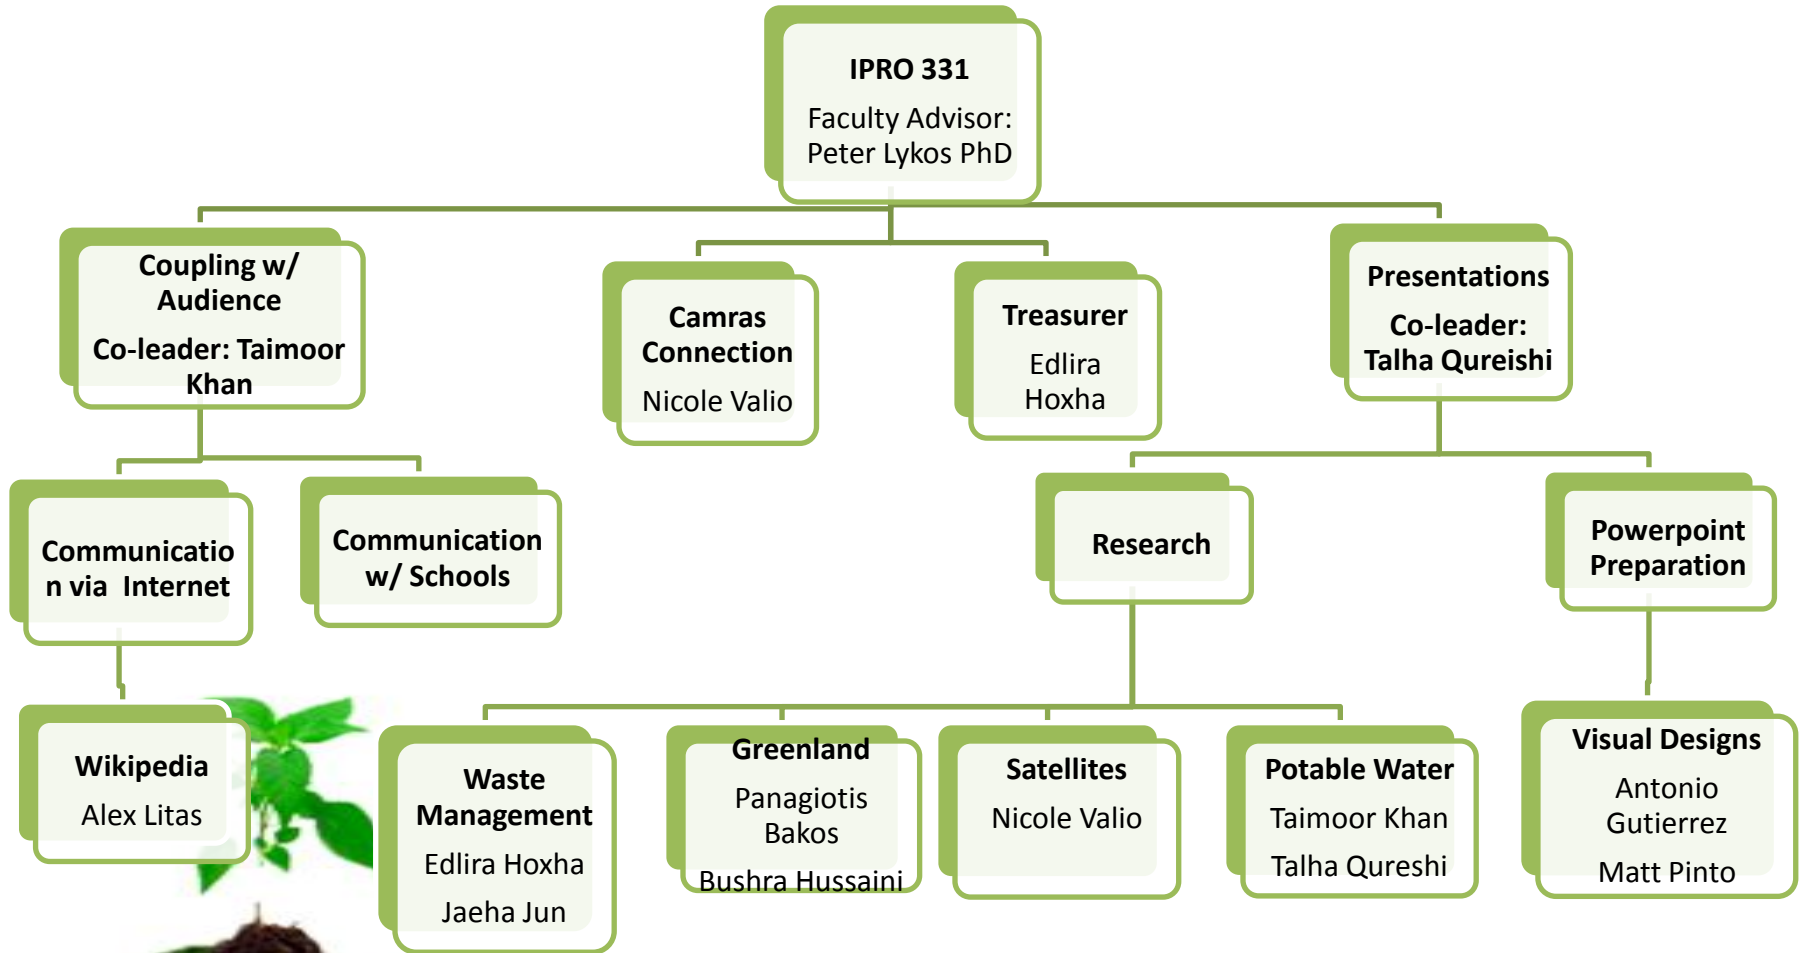 IPRO 331
Faculty Advisor:
Peter Lykos PhD
Coupling w/
Audience
Co-leader: Taimoor
Khan
Camras
Connection
Nicole Valio
Treasurer
Edlira
Hoxha
Presentations
Co-leader:
Talha Qureishi
Communicatio
n via  Internet
Communication
w/ Schools
Research
Powerpoint
Preparation
Wikipedia
Alex Litas
Waste
Management
Edlira Hoxha
Jaeha Jun
Greenland
Panagiotis
Bakos
Bushra Hussaini
Satellites
Nicole Valio
Potable Water
Taimoor Khan
Talha Qureshi
Visual Designs
Antonio
Gutierrez
Matt Pinto